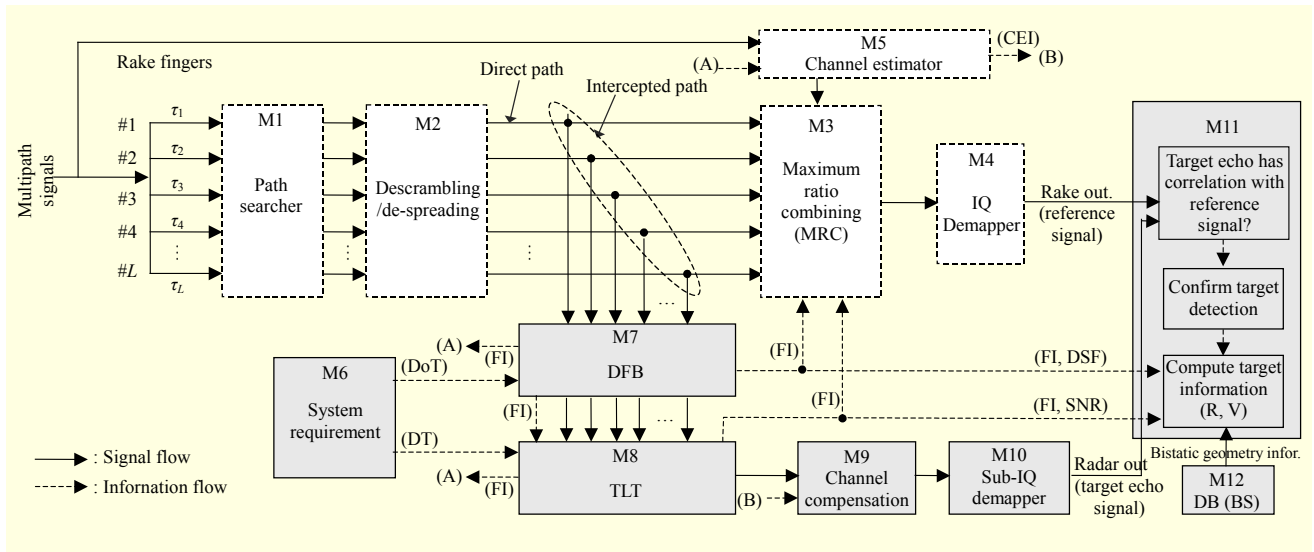 M5
Channel estimator
(CEI)
(B)
(A)
Rake fingers
Direct path
Intercepted path
Multipath
signals
#1
#2
#3
#4
⋮
#L
τ1
τ2
τ3
τ4
⋮
τL
M1
Path
searcher
⋮
M2
Descrambling
/de-spreading
⋮
...
M3
Maximum
ratio
combining
(MRC)
M4
IQ
Demapper
Rake out.
(reference
signal)
M11
Target echo has
correlation with
reference
signal?
Confirm target
detection
Compute target
information
(R, V)
M7
DFB
(A)
(FI)
(DoT)
M6
System
requirement
(DT)
(FI)
...
(FI)
(FI)
(FI, DSF)
(FI, SNR)
M8
TLT
(A)
(FI)
(B)
M9
Channel
compensation
M10
Sub-IQ
demapper
Radar out
(target echo
signal)
Bistatic geometry infor.
M12
DB (BS)
: Signal flow
: Infornation flow